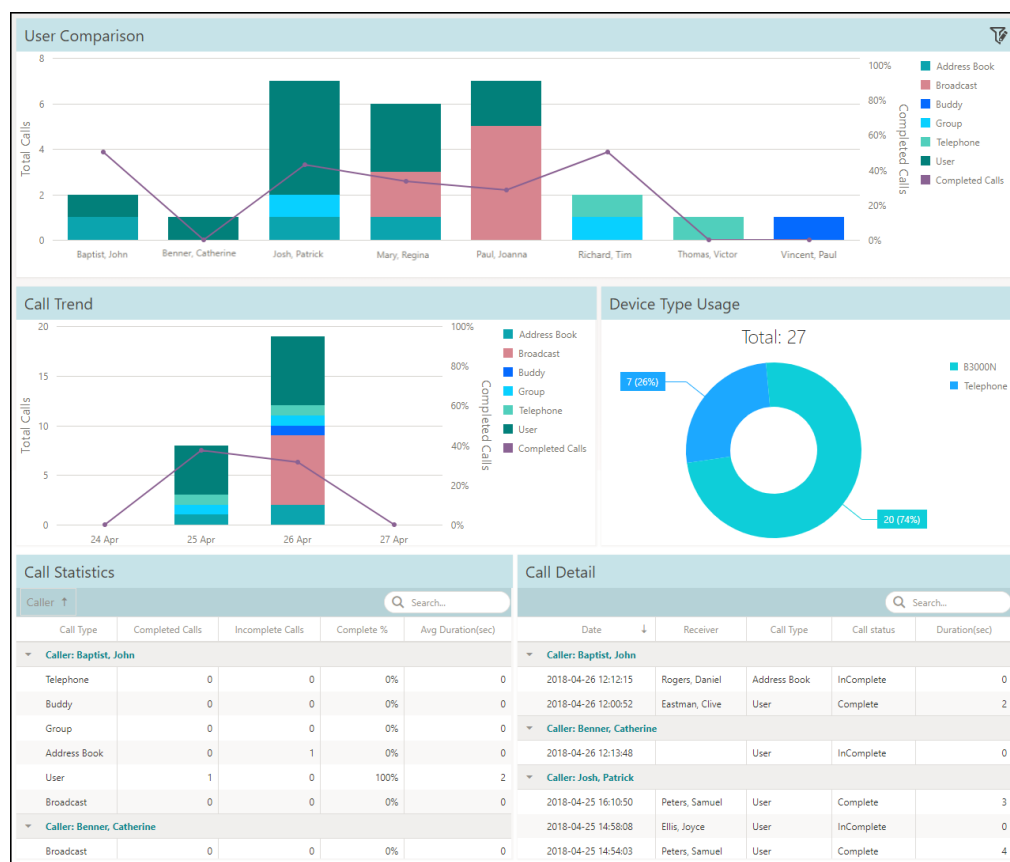 User Comparison
8
6
4
2
0
Total Calls
100%
80%
60%
40%
20%
0%
Completed Calls
Address Book
Broadcast
Buddy
Group
Telephone
User
Completed Calls
Baptist, John Benner, Catherine Josh, Patrick Mary, Regina Paul, Joanna Richard, Tim Thomas, Victor Vincent, Paul
Call Trend
20
15
10
5
0
Total Calls
100%
80%
60%
40%
20%
0%
Completed Calls
Address Book
Broadcast
Buddy
Group
Telephone
User
Completed Calls
24 Apr 25 Apr 26 Apr 27 Apr
Device Type Usage
Total: 27
7 (26%)
20 (74%)
B3000N
Telephone
Call Statistics
Caller ↑ Search...
Call Type Completed Calls Incomplete Calls Complete % Avg Duration(sec)
Caller: Baptist, John
Telephone 0 0 0% 0
Buddy 0 0 0% 0
Group 0 0 0% 0
Address Book 0 1 0% 0
User 1 0 100% 2
Broadcast 0 0 0% 0
Caller: Benner, Catherine
Broadcast 0 0 0% 0
Call Detail
Search...
Date ↓ Receiver Call Type Call status Duration(sec)
Caller: Baptist, John
2018-04-26 12:12:15 Rogers, Daniel Address Book InComplete 0
2018-04-26 12:00:52 Eastman, Clive User Complete 2
Caller: Benner, Catherine
2018-04-26 12:13:48 User InComplete 0
Caller: Josh, Patrick
2018-04-25 16:10:50 Peters, Samuel User Complete 3
2018-04-25 14:58:08 Ellis, Joyce User InComplete 0
2018-04-25 14:54:03 Peters, Samuel User Complete 4